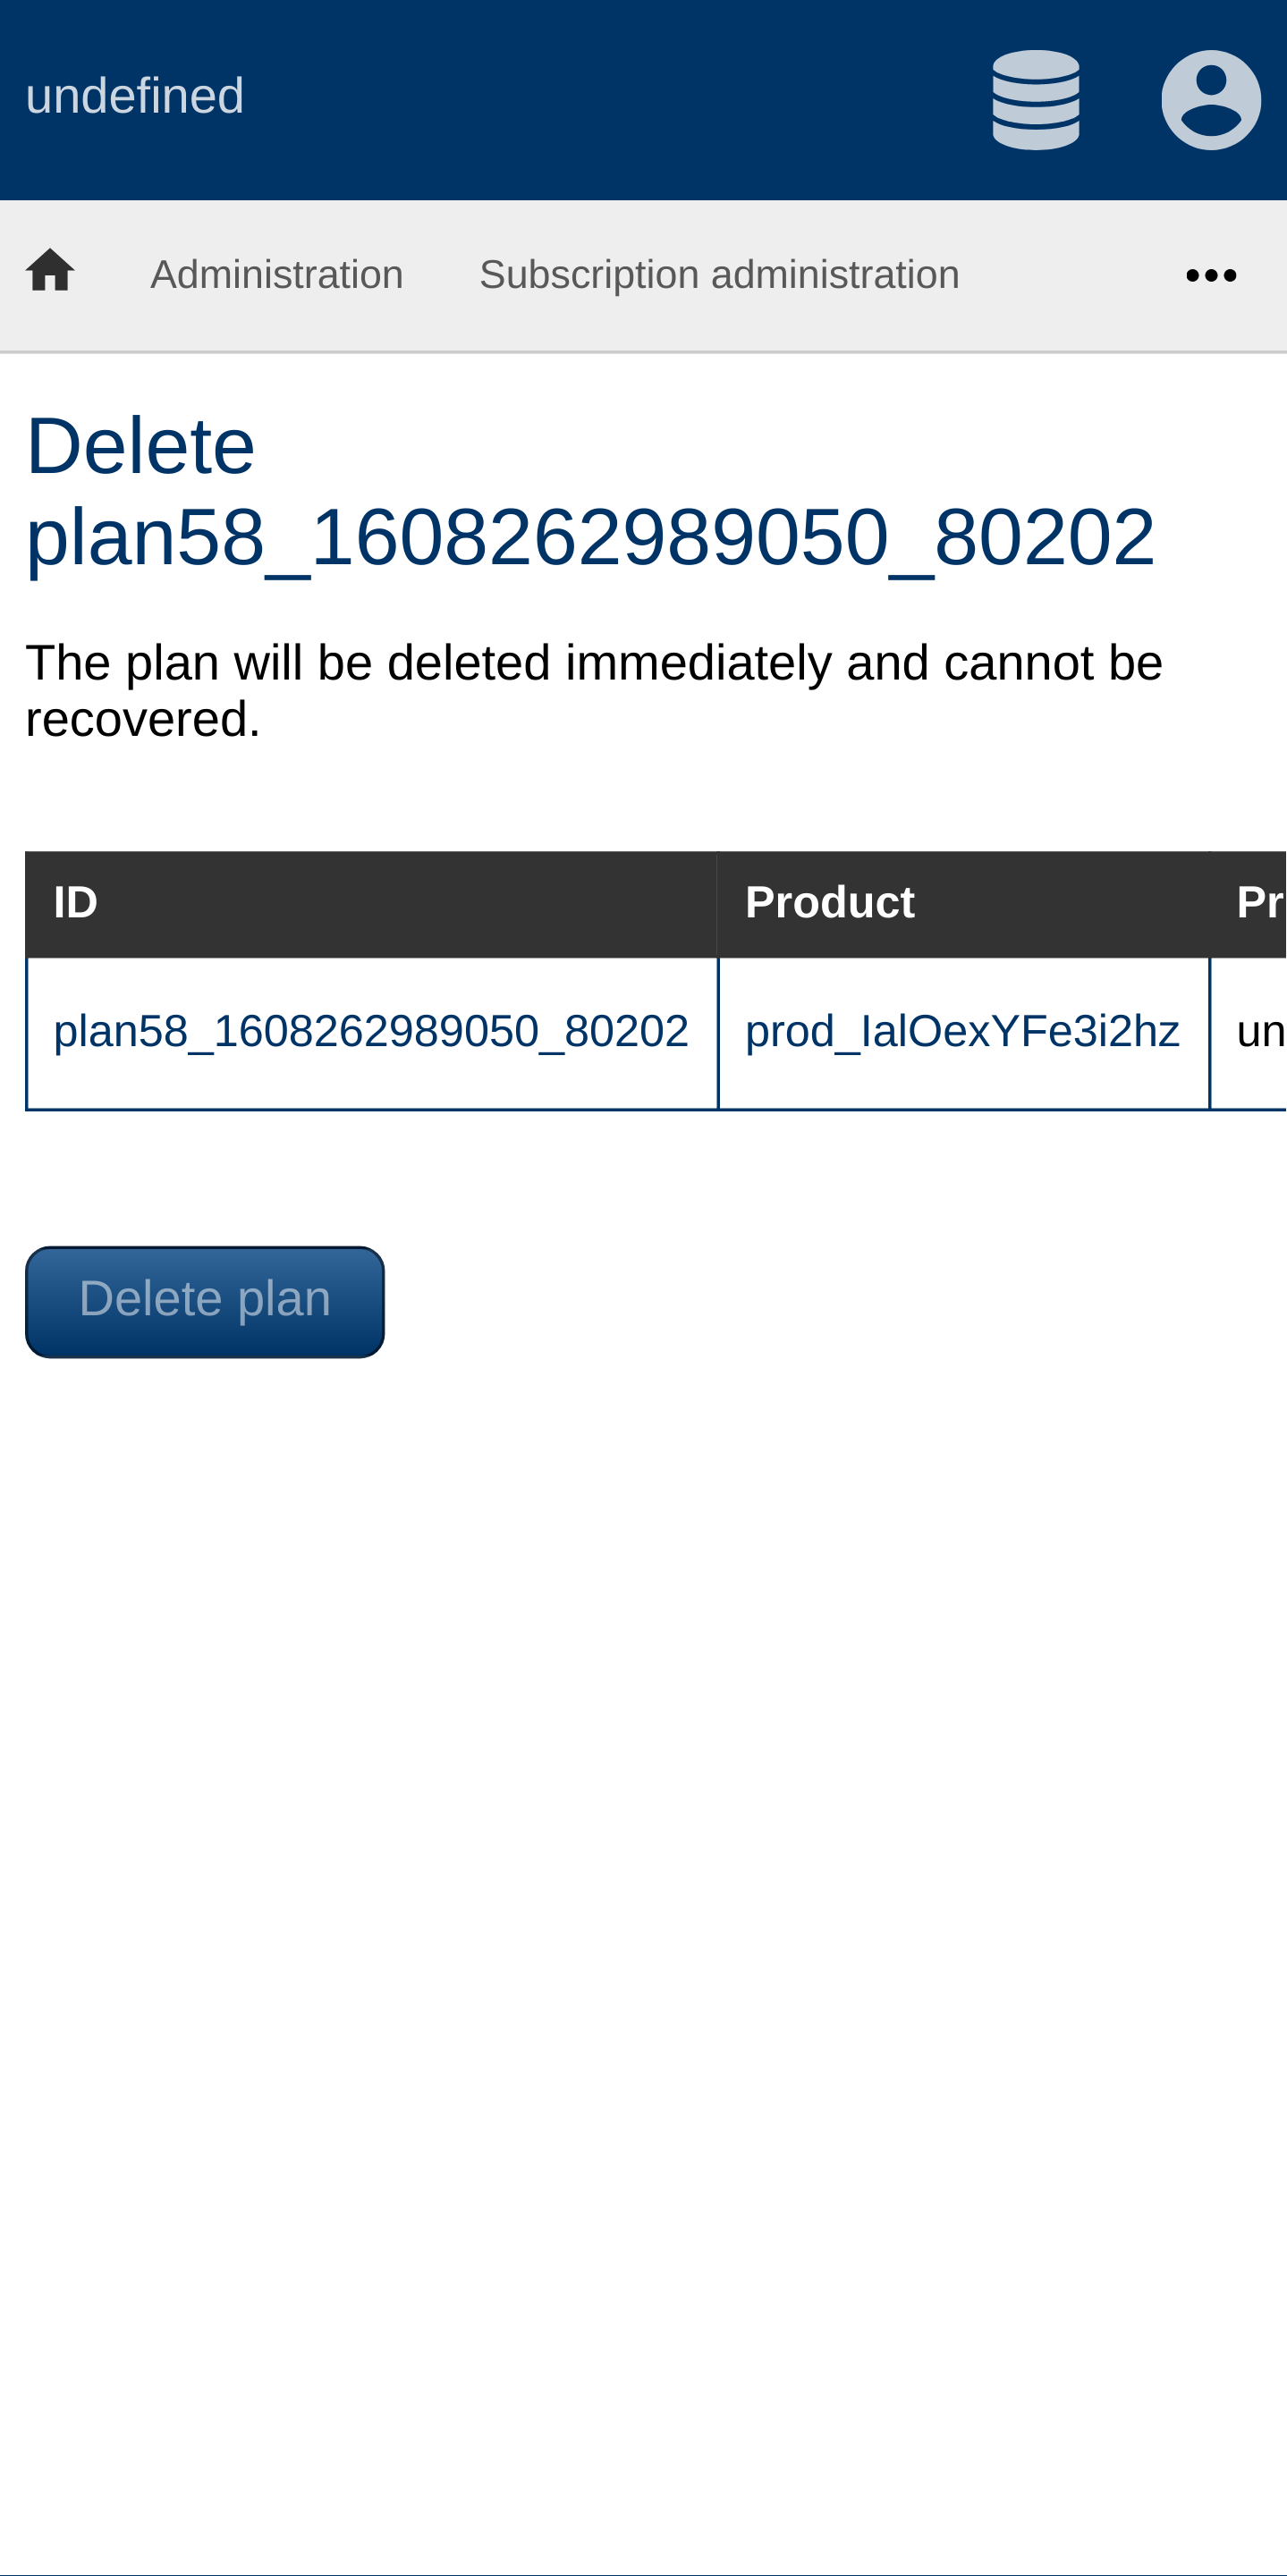 undefined
Administration Subscription administration
Delete
plan58_1608262989050_80202
The plan will be deleted immediately and cannot be
recovered.
ID Product Pr
plan58_1608262989050_80202 prod_IalOexYFe3i2hz un
Delete plan